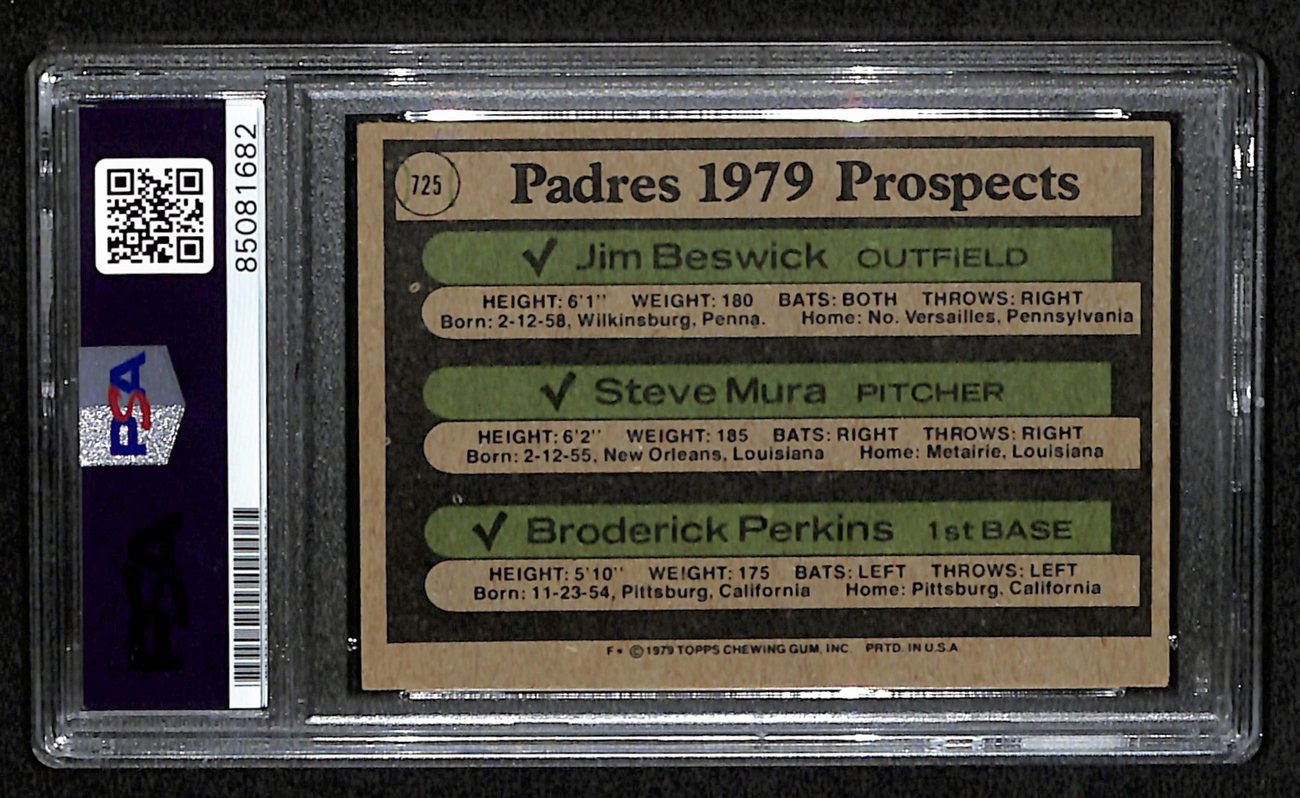 85081682
PSA
PSA
725
Padres 1979 Prospects
✓ Jim Beswick OUTFIELD
HEIGHT: 6'1'' WEIGHT: 180 BATS: BOTH THROWS: RIGHT
Born: 2-12-58, Wilkinsburg, Penna. Home: No. Versailles, Pennsylvania
✓ Steve Mura PITCHER
HEIGHT: 6'2'' WEIGHT: 185 BATS: RIGHT THROWS: RIGHT
Born: 2-12-55, New Orleans, Louisiana Home: Metairie, Louisiana
✓ Broderick Perkins 1st BASE
HEIGHT: 5'10'' WEIGHT: 175 BATS: LEFT THROWS: LEFT
Born: 11-23-54, Pittsburg, California Home: Pittsburg, California
F* © 1979 TOPPS CHEWING GUM, INC. PRTD. IN U.S.A.